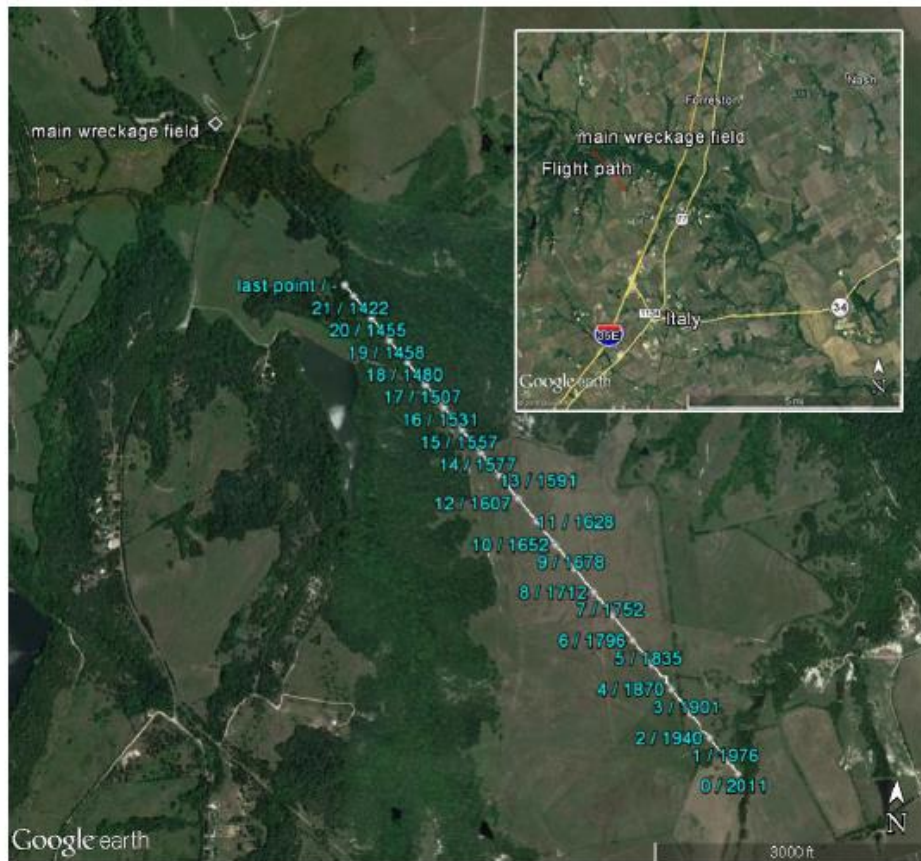 main wreckage field
last point / -
21 / 1422
20 / 1455
19 / 1458
18 / 1480
17 / 1507
16 / 1531
15 / 1557
14 / 1577
13 / 1591
12 / 1607
11 / 1628
10 / 1652
9 / 1678
8 / 1712
7 / 1752
6 / 1796
5 / 1835
4 / 1870
3 / 1901
2 / 1940
1 / 1976
0 / 2011
Google earth
3000 ft
N
Nash
Forreston
main wreckage field
Flight path
77
34
Italy
35E
Google earth
5 mi
N